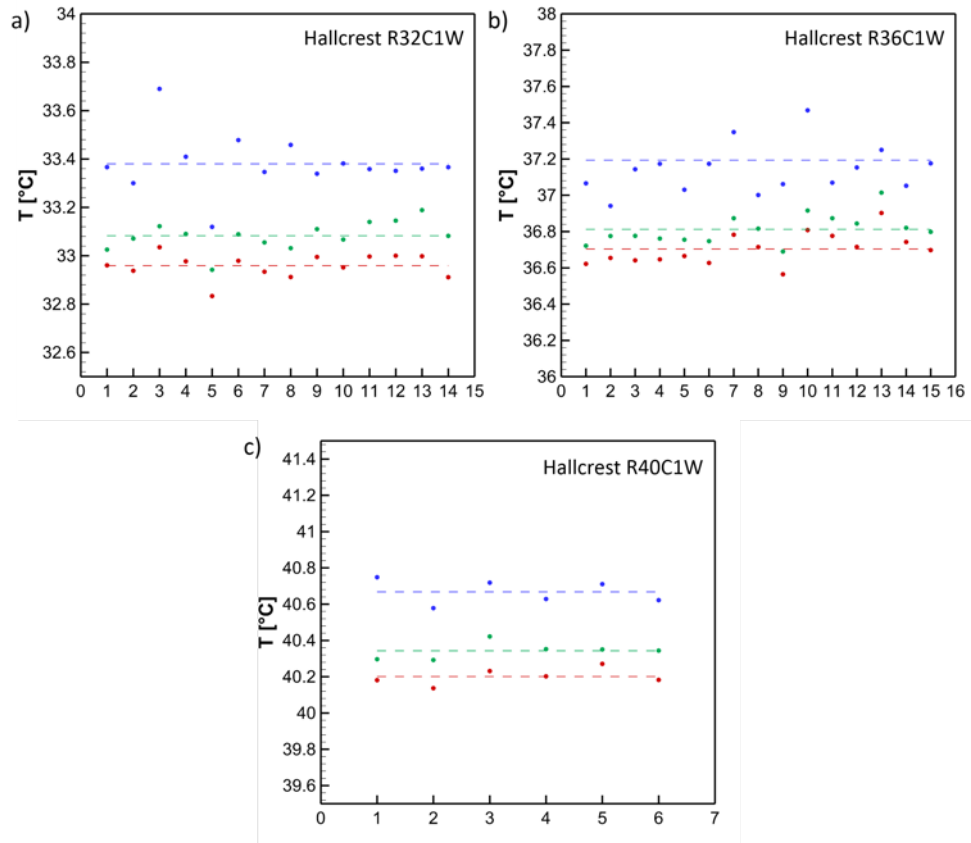 a)
Hallcrest R32C1W
T [°C]
34
33.8
33.6
33.4
33.2
33
32.8
32.6
0 1 2 3 4 5 6 7 8 9 10 11 12 13 14 15
b)
Hallcrest R36C1W
T [°C]
38
37.8
37.6
37.4
37.2
37
36.8
36.6
36.4
36.2
36
0 1 2 3 4 5 6 7 8 9 10 11 12 13 14 15 16
c)
Hallcrest R40C1W
T [°C]
41.4
41.2
41
40.8
40.6
40.4
40.2
40
39.8
39.6
0 1 2 3 4 5 6 7